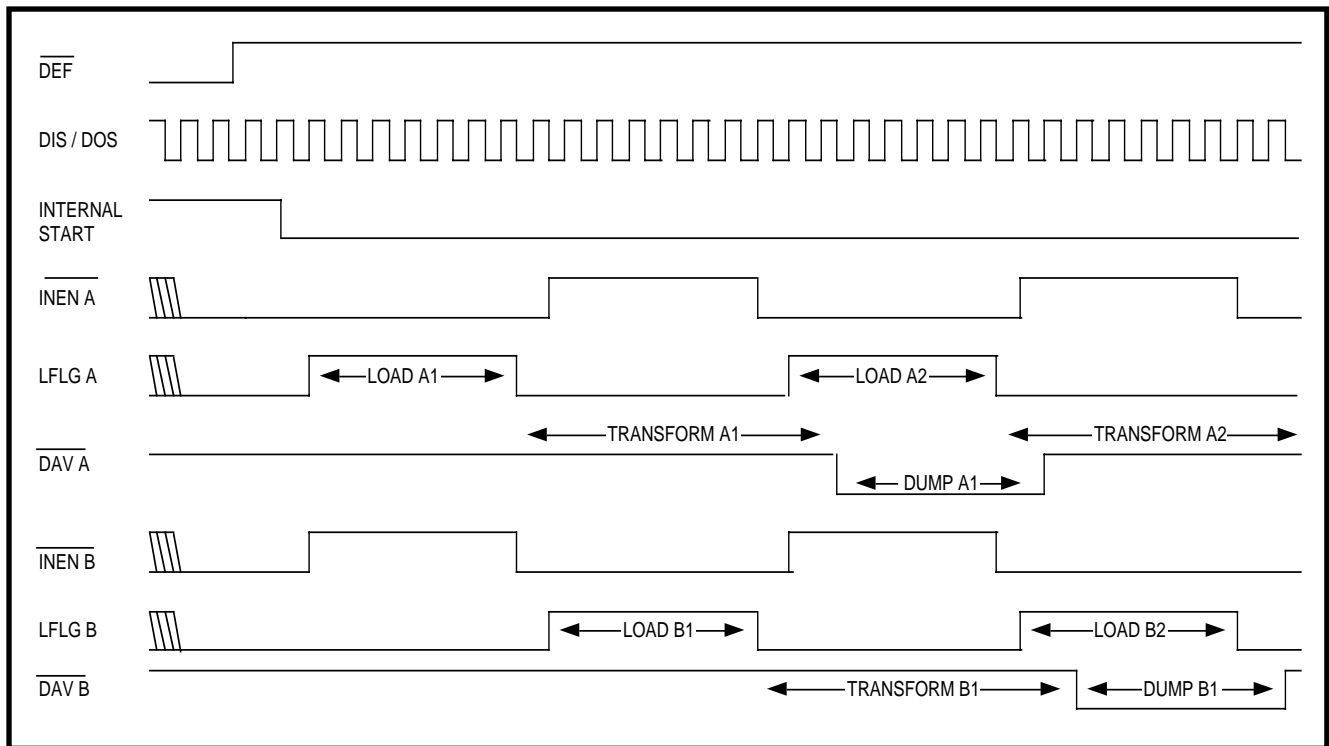 DEF
DIS / DOS
INTERNAL
START
INEN A
LFLG A
LOAD A1
LOAD A2
TRANSFORM A1
TRANSFORM A2
DAV A
DUMP A1
INEN B
LFLG B
LOAD B1
LOAD B2
DAV B
TRANSFORM B1
DUMP B1